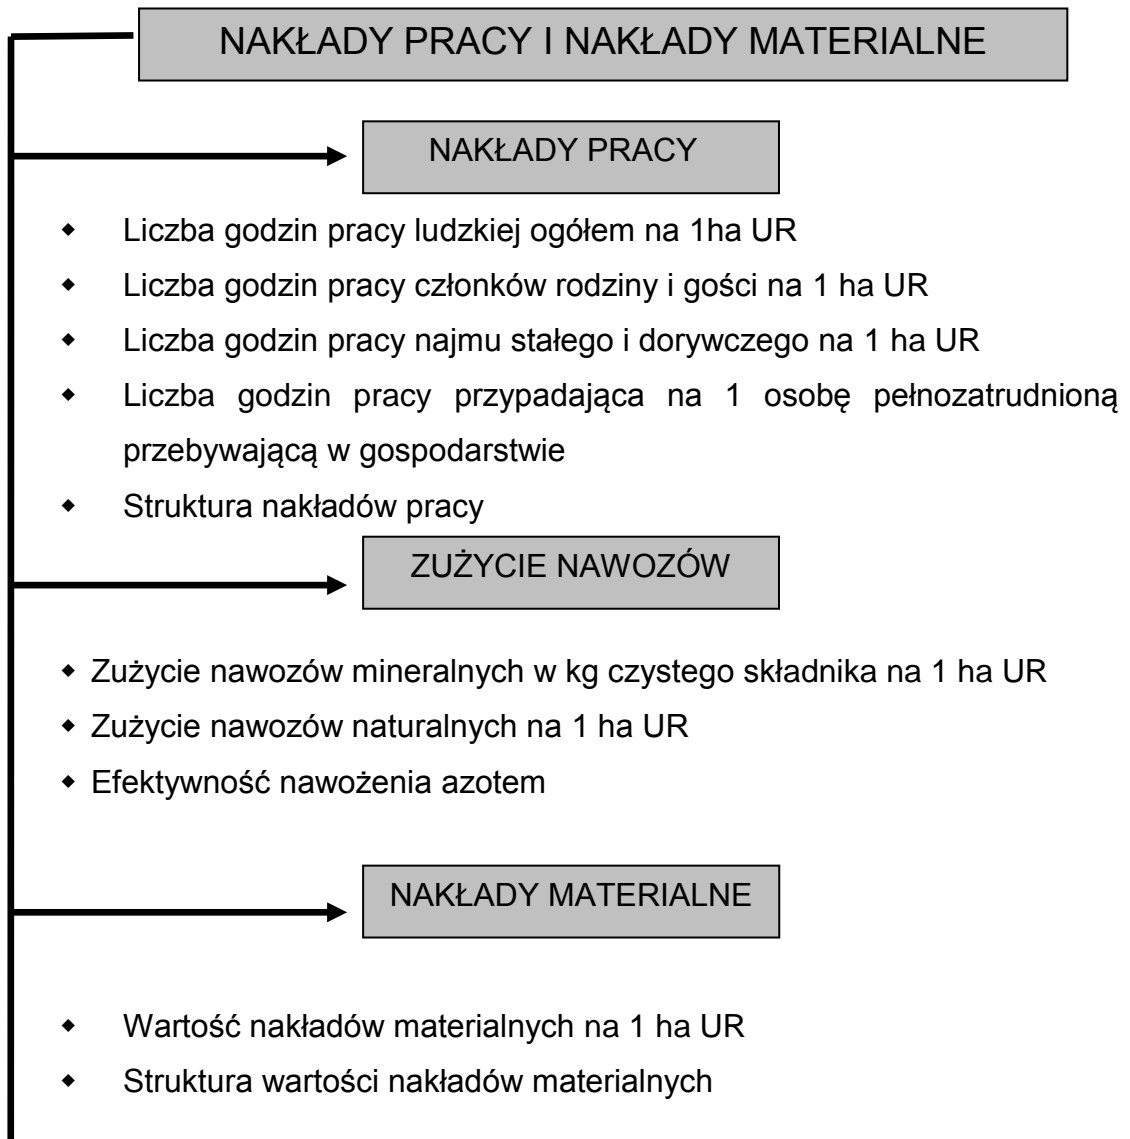 NAKŁADY PRACY I NAKŁADY MATERIALNE
NAKŁADY PRACY
◆ Liczba godzin pracy ludzkiej ogółem na 1ha UR
◆ Liczba godzin pracy członków rodziny i gości na 1 ha UR
◆ Liczba godzin pracy najmu stałego i dorywczego na 1 ha UR
◆ Liczba godzin pracy przypadająca na 1 osobę pełnozatrudnioną
przebywającą w gospodarstwie
◆ Struktura nakładów pracy
ZUŻYCIE NAWOZÓW
◆ Zużycie nawozów mineralnych w kg czystego składnika na 1 ha UR
◆ Zużycie nawozów naturalnych na 1 ha UR
◆ Efektywność nawożenia azotem
NAKŁADY MATERIALNE
◆ Wartość nakładów materialnych na 1 ha UR
◆ Struktura wartości nakładów materialnych